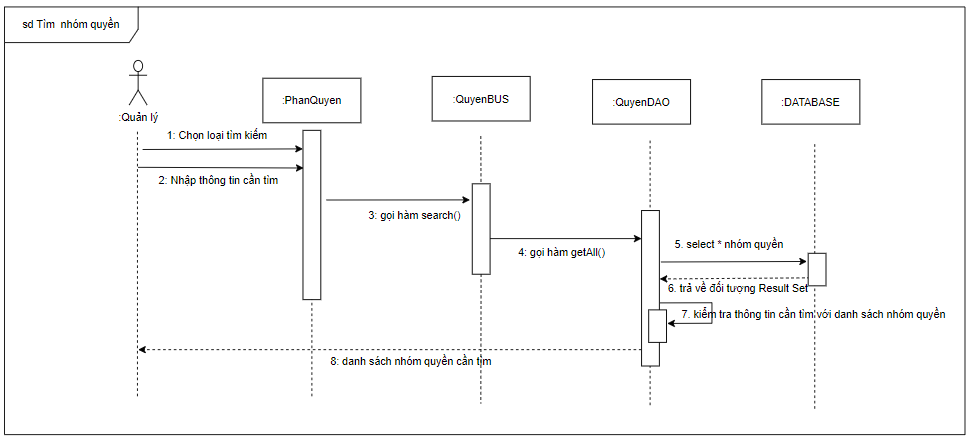 sd Tìm nhóm quyền
:Quản lý
:PhanQuyen
:QuyenBUS
:QuyenDAO
:DATABASE
1: Chọn loại tìm kiếm
2: Nhập thông tin cần tìm
3: gọi hàm search()
4: gọi hàm getAll()
5. select * nhóm quyền
6. trả về đối tượng Result Set
7. kiểm tra thông tin cần tìm với danh sách nhóm quyền
8: danh sách nhóm quyền cần tìm